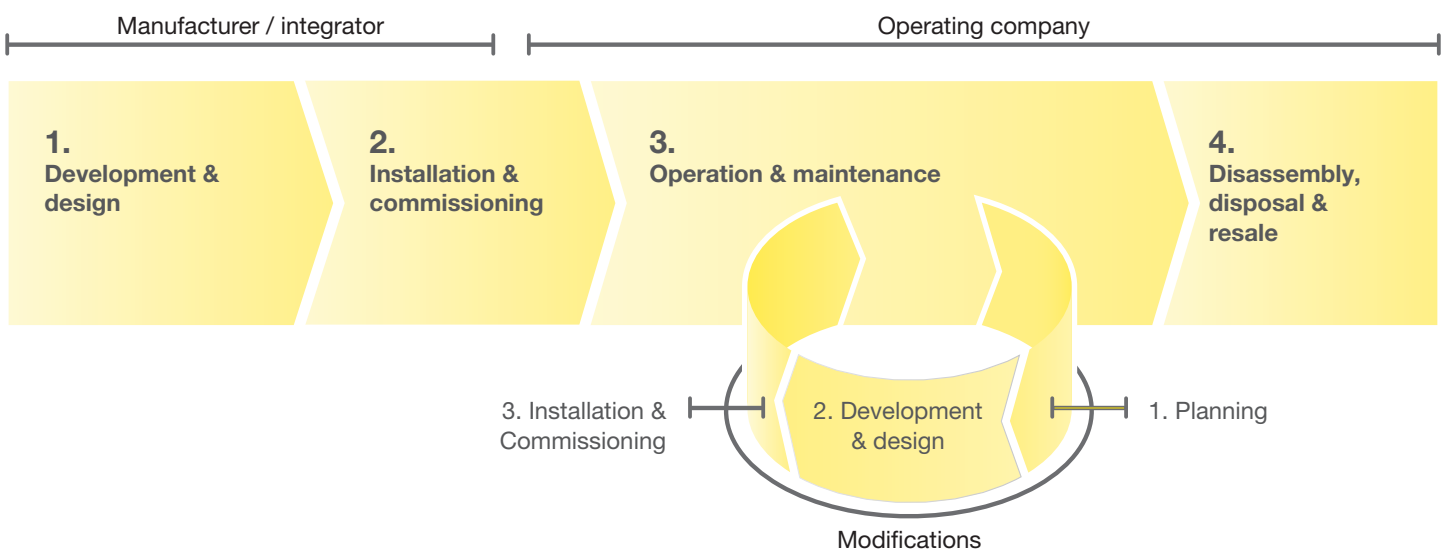 Manufacturer / integrator
Operating company
1.
Development &
design
2.
Installation &
commissioning
3.
Operation & maintenance
4.
Disassembly,
disposal &
resale
3. Installation &
Commissioning
2. Development
& design
1. Planning
Modifications